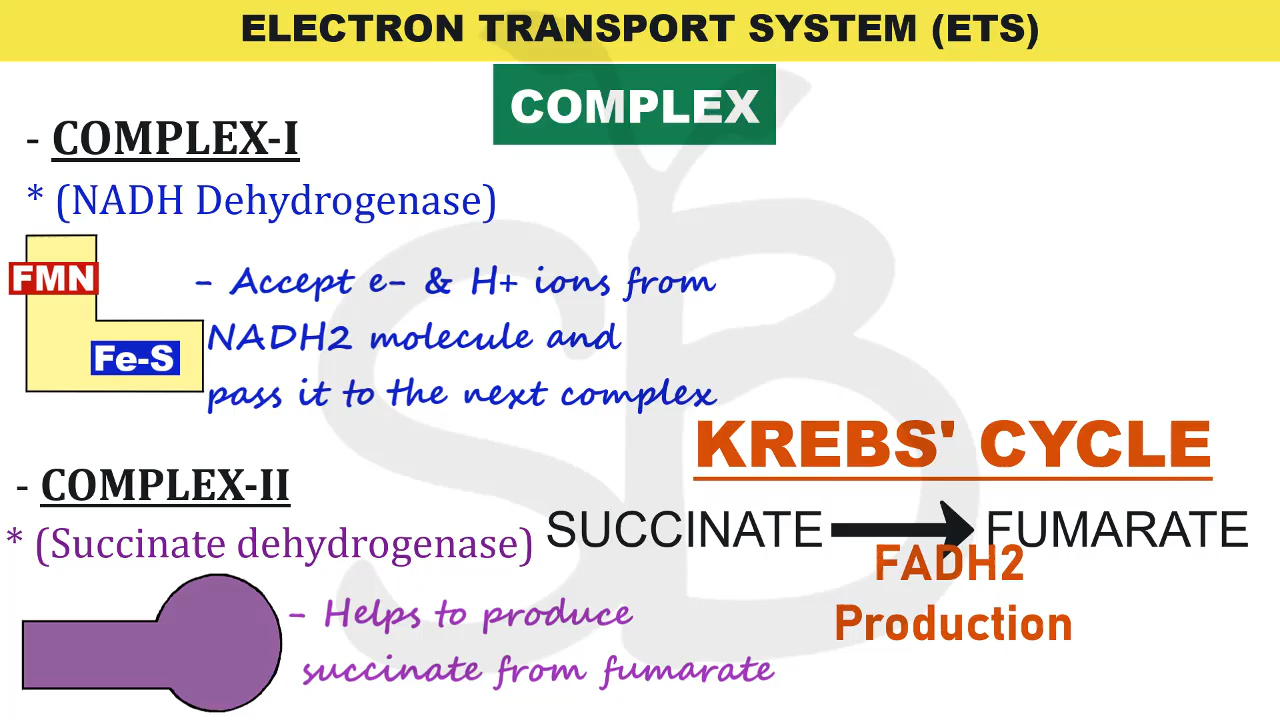 ELECTRON TRANSPORT SYSTEM (ETS)
COMPLEX
- COMPLEX-I
* (NADH Dehydrogenase)
FMN
Fe-S
- Accept e- & H+ ions from
NADH2 molecule and
pass it to the next complex
- COMPLEX-II
* (Succinate dehydrogenase)
- Helps to produce
succinate from fumarate
KREBS' CYCLE
SUCCINATE FUMARATE
FADH2
Production
SB